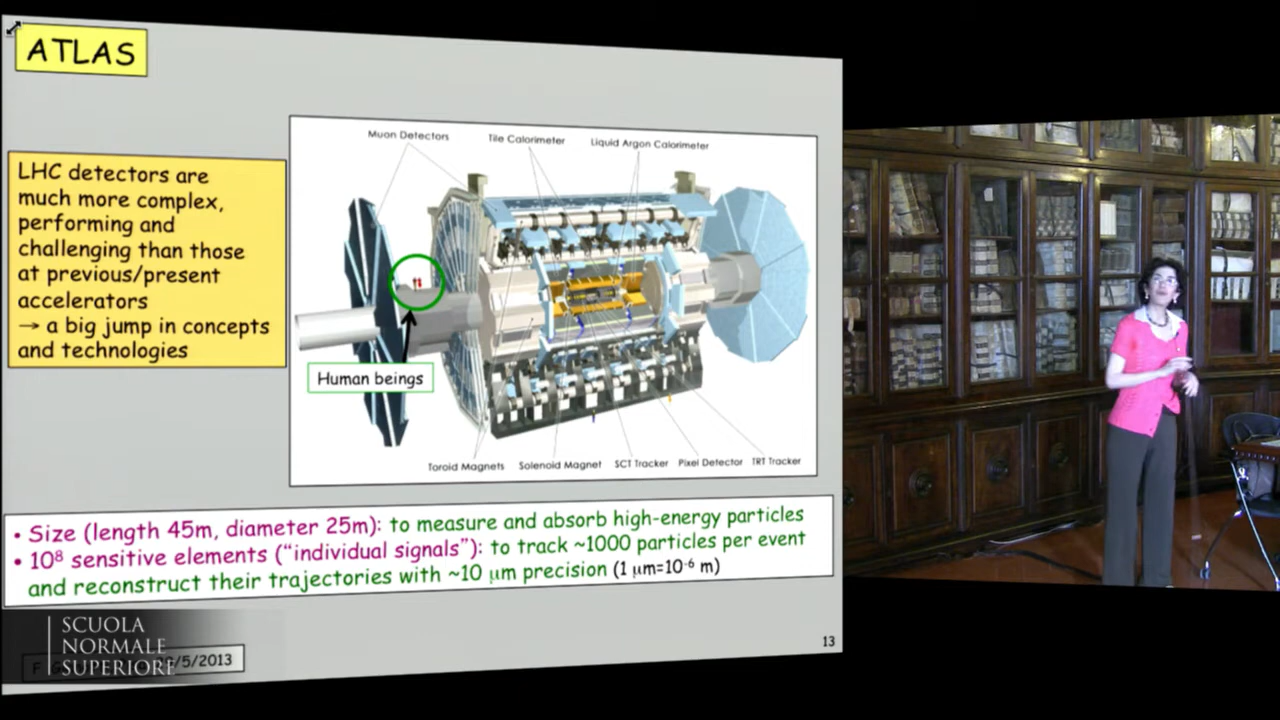 ATLAS
LHC detectors are
much more complex,
performing and
challenging than those
at previous/present
accelerators
→ a big jump in concepts
and technologies
Muon Detectors
Tile Calorimeter
Liquid Argon Calorimeter
Human beings
Toroid Magnets
Solenoid Magnet
SCT Tracker
Pixel Detector
TRT Tracker
• Size (length 45m, diameter 25m): to measure and absorb high-energy particles
• 10⁸ sensitive elements (“individual signals”): to track ~1000 particles per event
and reconstruct their trajectories with ~10 μm precision (1 μm=10⁻⁶ m)
SCUOLA
NORMALE
SUPERIORE
/5/2013
13